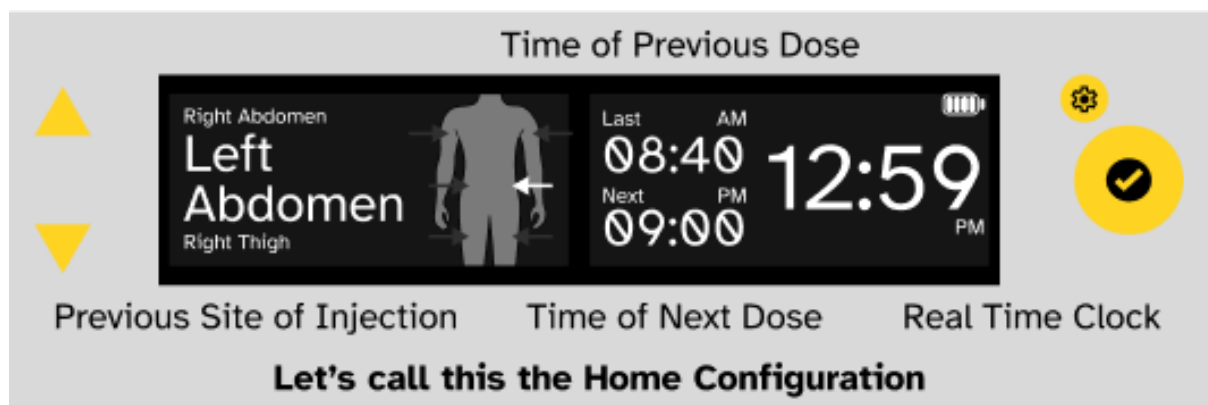 Time of Previous Dose
Right Abdomen
Left
Abdomen
Right Thigh
Last AM
08:40
Next PM
09:00
12:59
PM
Previous Site of Injection
Time of Next Dose
Real Time Clock
Let's call this the Home Configuration